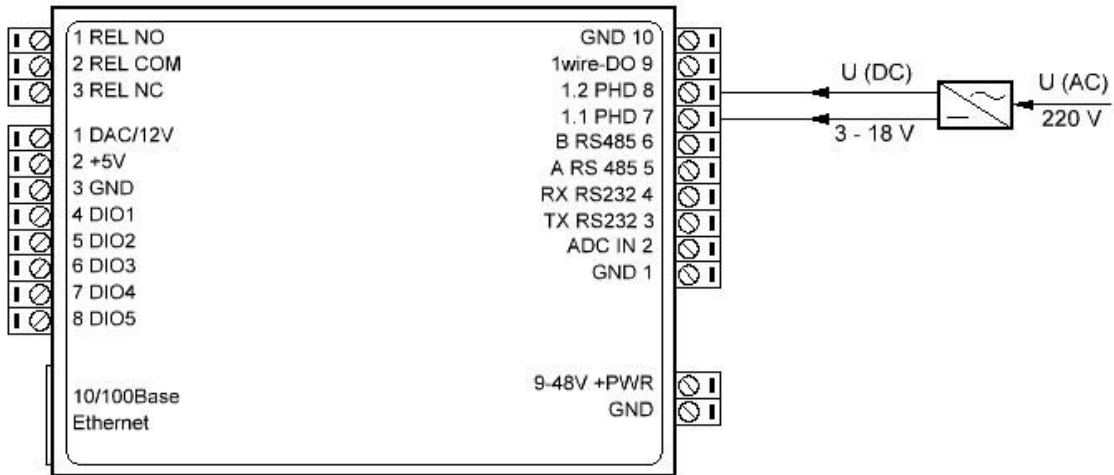 1 REL NO
2 REL COM
3 REL NC
1 DAC/12V
2 +5V
3 GND
4 DIO1
5 DIO2
6 DIO3
7 DIO4
8 DIO5
10/100Base
Ethernet
GND 10
1wire-DO 9
1.2 PHD 8
1.1 PHD 7
B RS485 6
A RS 485 5
RX RS232 4
TX RS232 3
ADC IN 2
GND 1
9-48V +PWR
GND
U (DC)
3 - 18 V
U (AC)
220 V